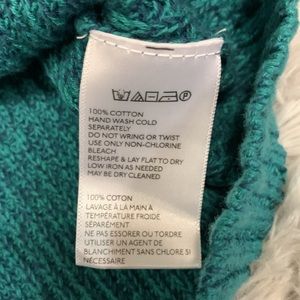 100% COTTON
HAND WASH COLD
SEPARATELY
DO NOT WRING OR TWIST
USE ONLY NON-CHLORINE
BLEACH
RESHAPE & LAY FLAT TO DRY
LOW IRON AS NEEDED
MAY BE DRY CLEANED
100% COTON
LAVAGE À LA MAIN À
TEMPÉRATURE FROIDE
SÉPARÉMENT
NE PAS ESSORER OU TORDRE
UTILISER UN AGENT DE
BLANCHIMENT SANS CHLORE SI
NÉCESSAIRE